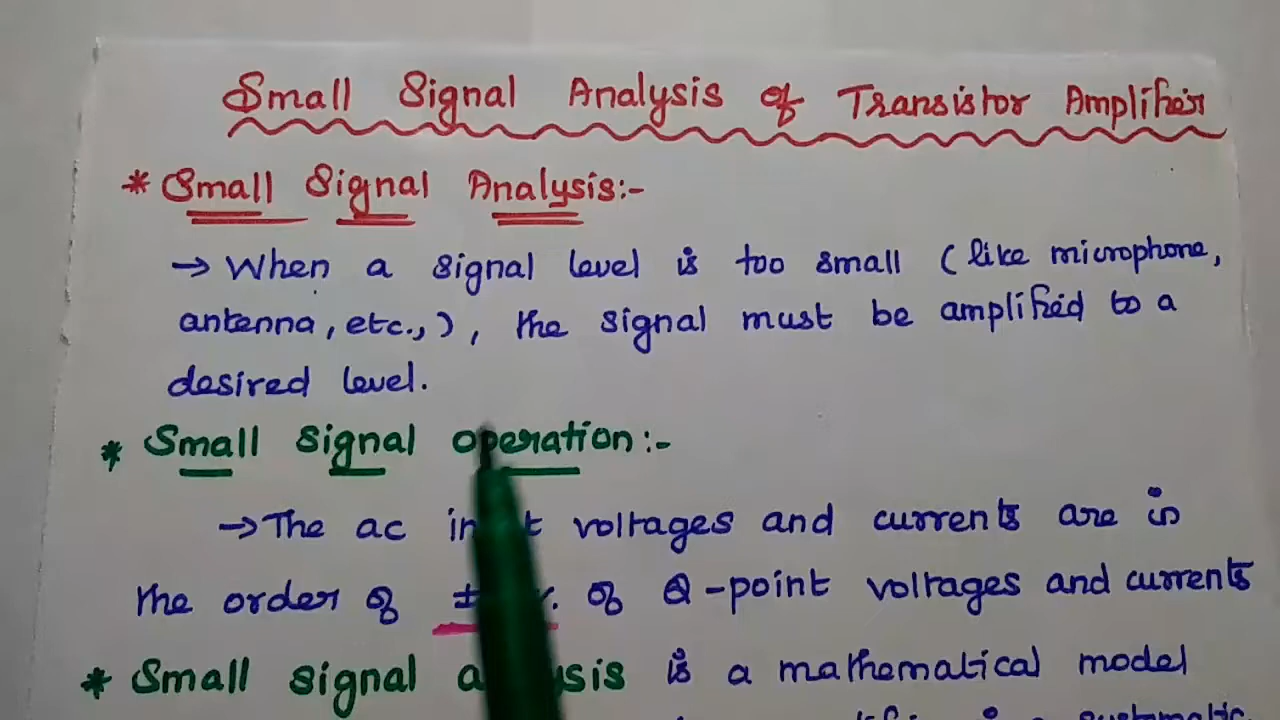 Small Signal Analysis of Transistor Amplifier
* Small Signal Analysis:-
→ When a signal level is too small (like microphone,
antenna, etc.,), the signal must be amplified to a
desired level.
* Small Signal operation:-
→ The ac voltages and currents are in
the order of of Q-point voltages and currents
* Small signal is a mathematical model